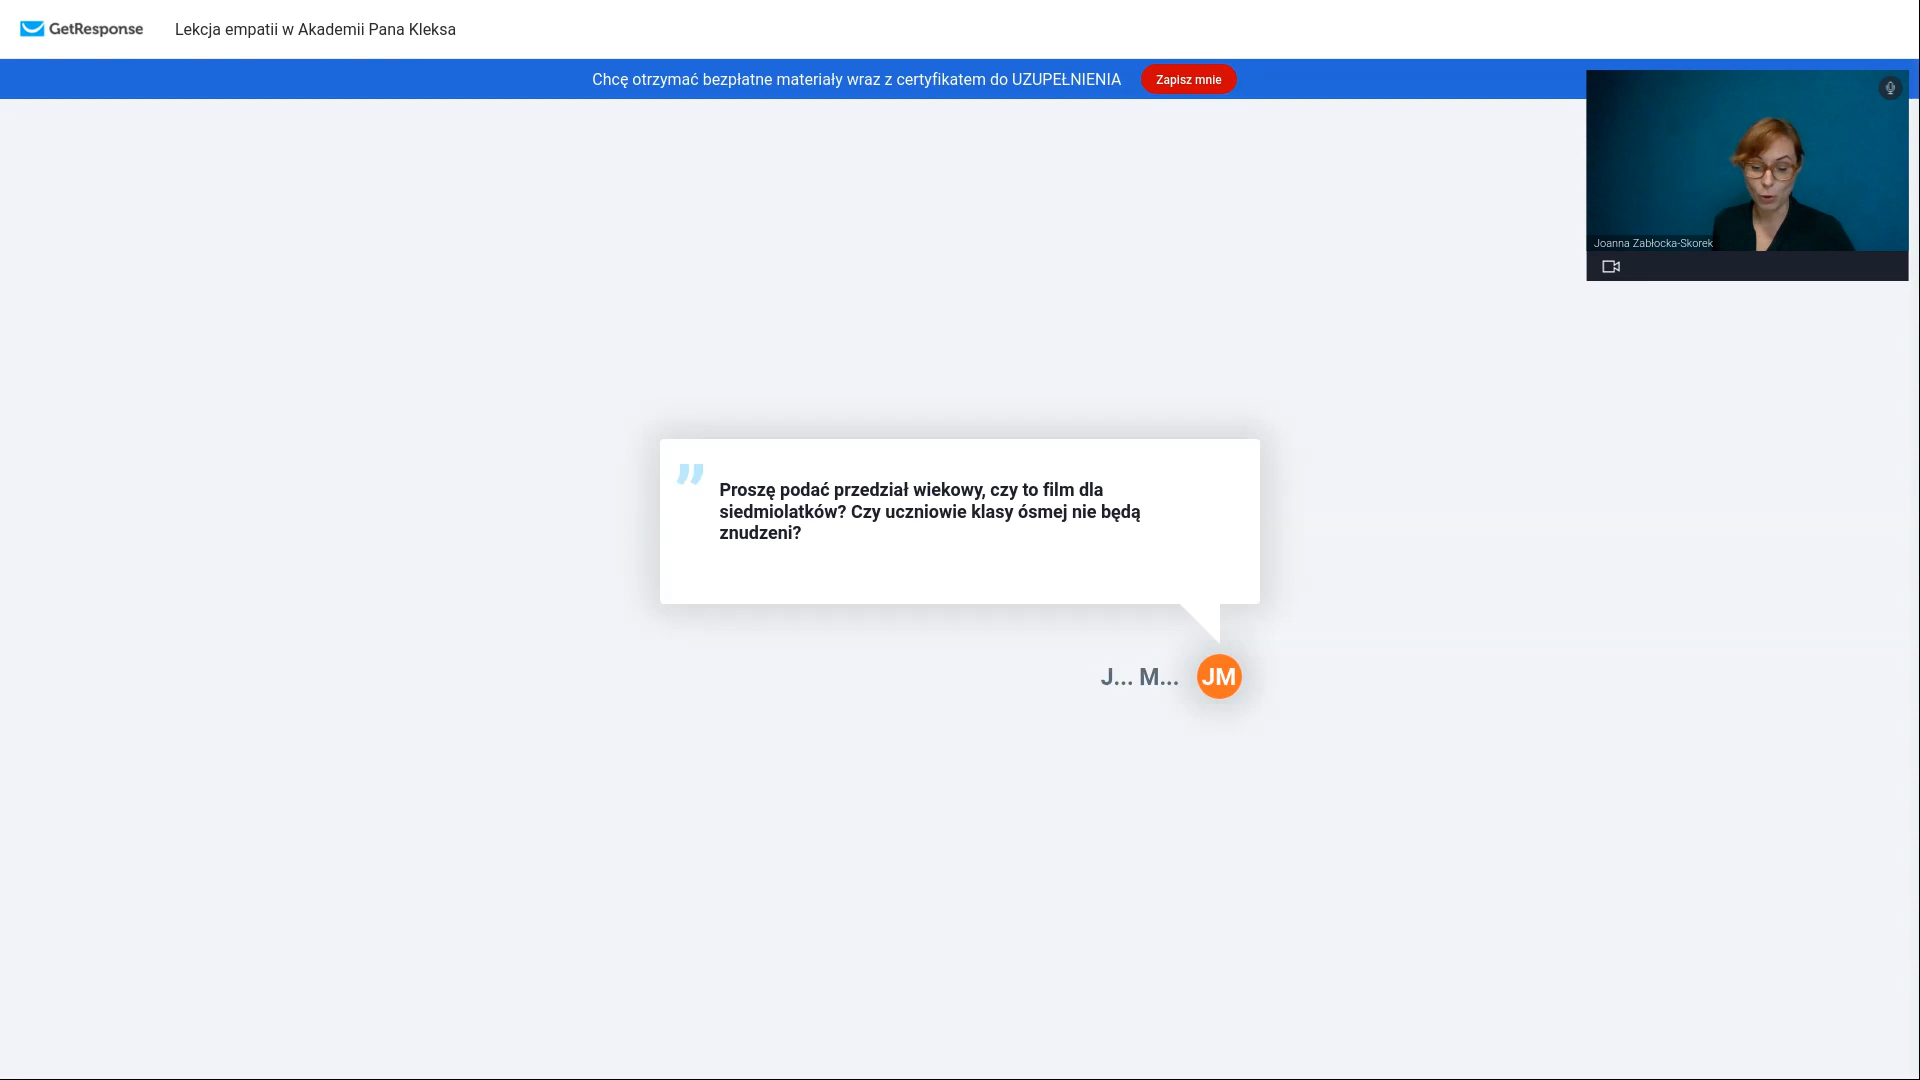 GetResponse
Lekcja empatii w Akademii Pana Kleksa
Chcę otrzymać bezpłatne materiały wraz z certyfikatem do UZUPEŁNIENIA
Zapisz mnie
Joanna Zabłocka-Skorek
Proszę podać przedział wiekowy, czy to film dla
siedmiolatków? Czy uczniowie klasy ósmej nie będą
znudzeni?
J... M...
JM